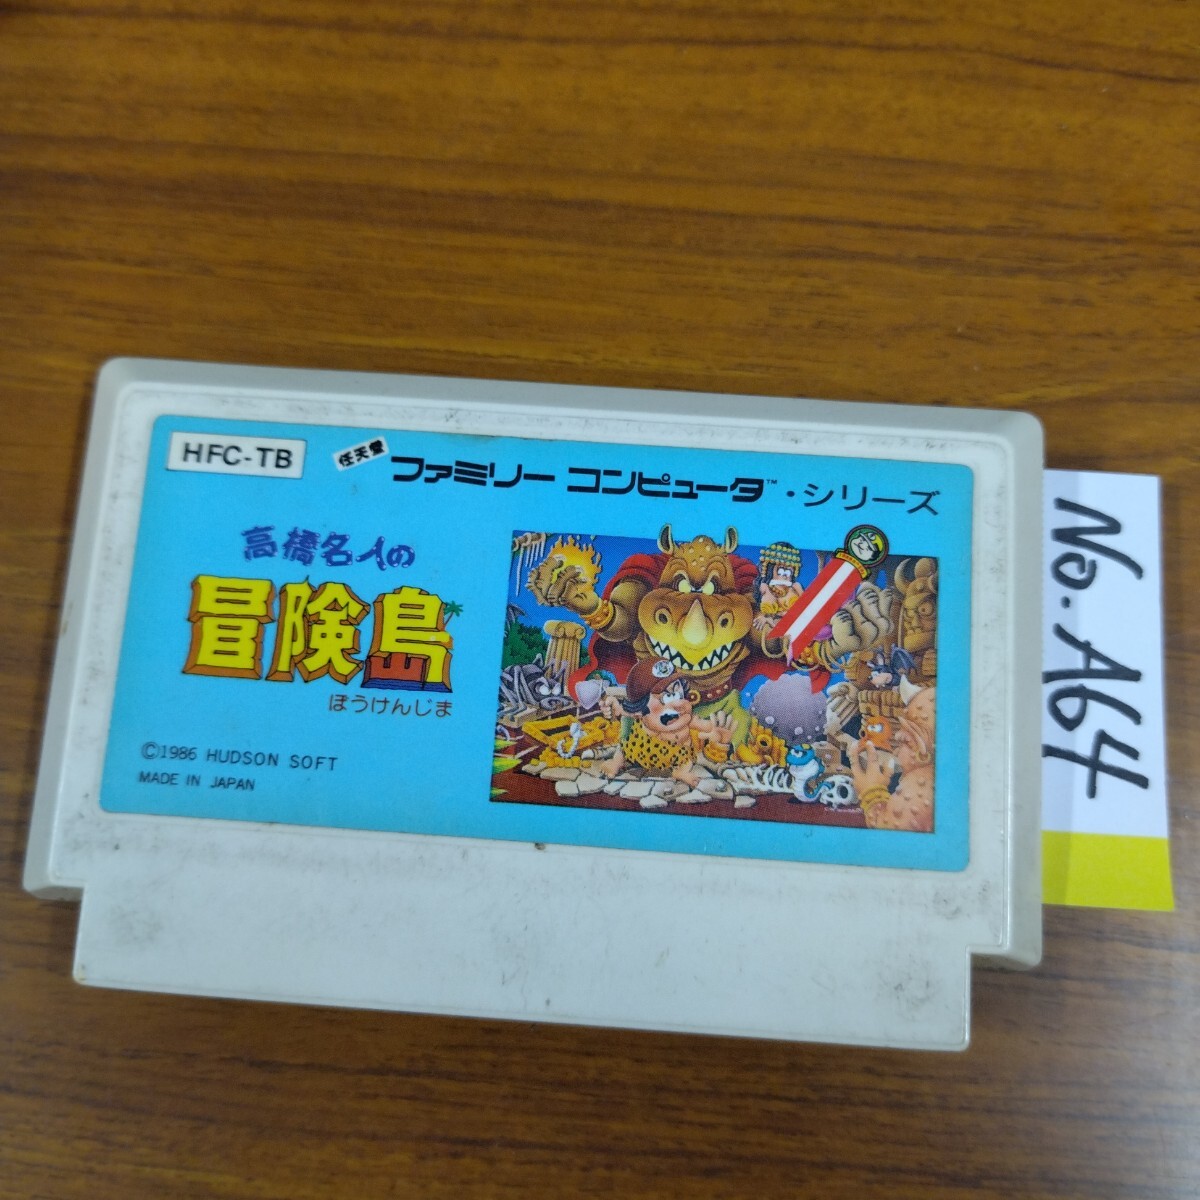 HFC-TB
任天堂
ファミリー コンピュータ™・シリーズ
高橋名人の
冒険島
ぼうけんじま
©1986 HUDSON SOFT
MADE IN JAPAN
No. A64